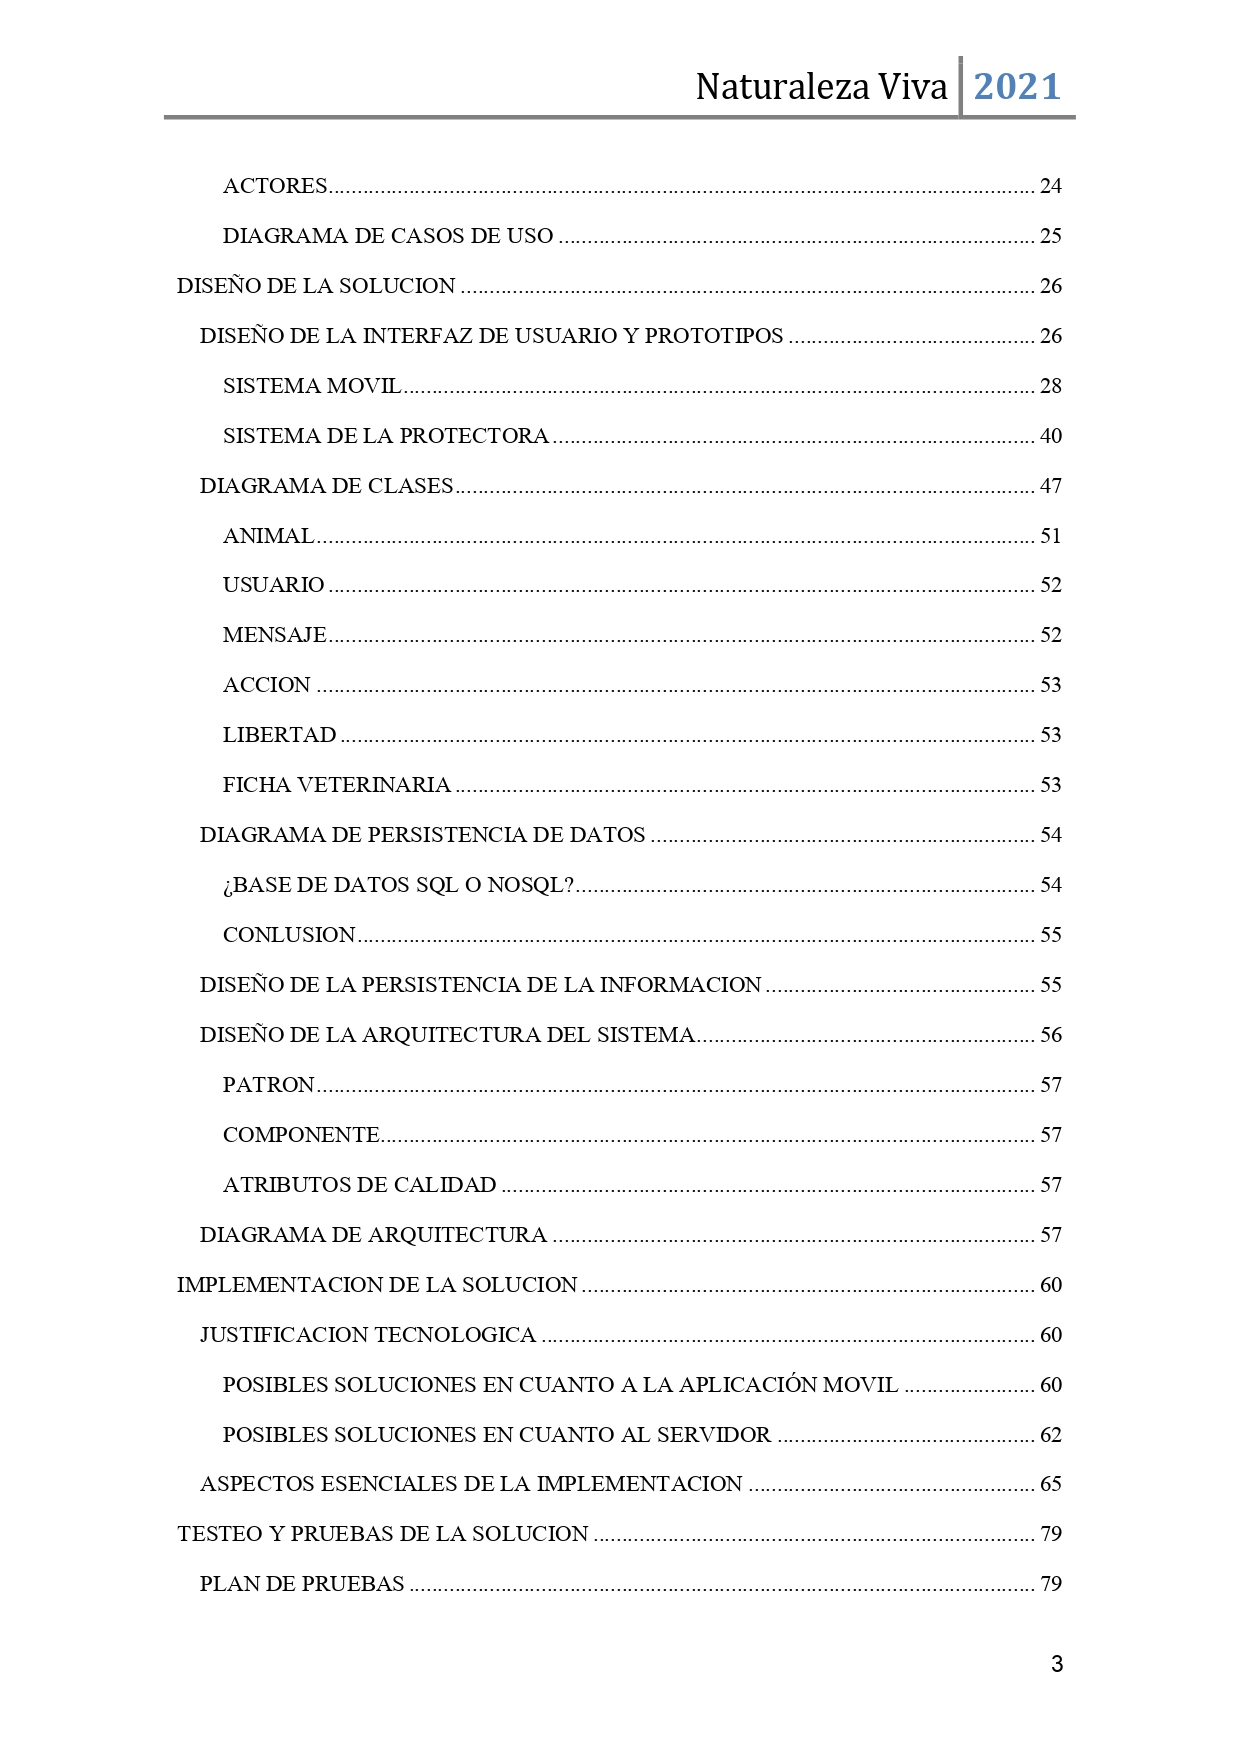 Naturaleza Viva 2021
ACTORES 24
DIAGRAMA DE CASOS DE USO 25
DISEÑO DE LA SOLUCION 26
DISEÑO DE LA INTERFAZ DE USUARIO Y PROTOTIPOS 26
SISTEMA MOVIL 28
SISTEMA DE LA PROTECTORA 40
DIAGRAMA DE CLASES 47
ANIMAL 51
USUARIO 52
MENSAJE 52
ACCION 53
LIBERTAD 53
FICHA VETERINARIA 53
DIAGRAMA DE PERSISTENCIA DE DATOS 54
¿BASE DE DATOS SQL O NOSQL? 54
CONLUSION 55
DISEÑO DE LA PERSISTENCIA DE LA INFORMACION 55
DISEÑO DE LA ARQUITECTURA DEL SISTEMA 56
PATRON 57
COMPONENTE 57
ATRIBUTOS DE CALIDAD 57
DIAGRAMA DE ARQUITECTURA 57
IMPLEMENTACION DE LA SOLUCION 60
JUSTIFICACION TECNOLOGICA 60
POSIBLES SOLUCIONES EN CUANTO A LA APLICACIÓN MOVIL 60
POSIBLES SOLUCIONES EN CUANTO AL SERVIDOR 62
ASPECTOS ESENCIALES DE LA IMPLEMENTACION 65
TESTEO Y PRUEBAS DE LA SOLUCION 79
PLAN DE PRUEBAS 79
3